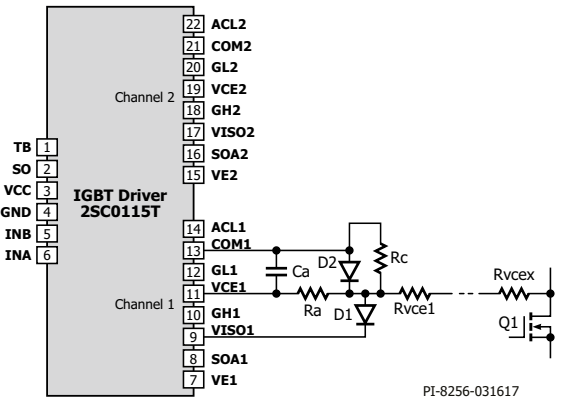 22 ACL2
21 COM2
20 GL2
19 VCE2
18 GH2
17 VISO2
16 SOA2
15 VE2
Channel 2
TB 1
SO 2
VCC 3
GND 4
INB 5
INA 6
IGBT Driver
2SC0115T
14 ACL1
13 COM1
12 GL1
11 VCE1
10 GH1
9 VISO1
8 SOA1
7 VE1
Channel 1
Ca
D2
Rc
Ra
D1
Rvce1
Rvcex
Q1
PI-8256-031617